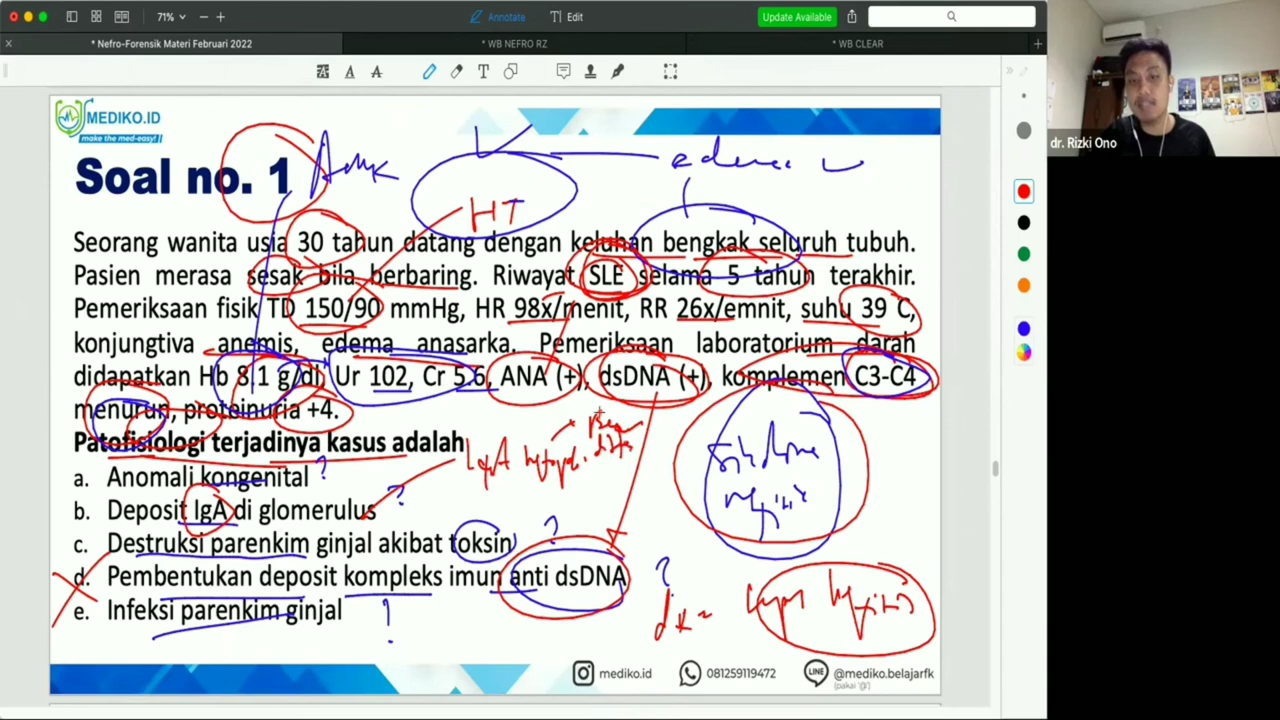 71%
Annotate
Edit
Update Available
* Nefro-Forensik Materi Februari 2022
* WB NEFRO RZ
* WB CLEAR
MEDIKO.ID
make the med-easy!
dr. Rizki Ono
Soal no. 1
edema
HT
Seorang wanita usia 30 tahun datang dengan keluhan bengkak seluruh tubuh.
Pasien merasa sesak bila berbaring. Riwayat SLE selama 5 tahun terakhir.
Pemeriksaan fisik TD 150/90 mmHg, HR 98x/menit, RR 26x/emnit, suhu 39 C,
konjungtiva anemis, edema anasarka. Pemeriksaan laboratorium darah
didapatkan Hb 8,1 g/dl, Ur 102, Cr 5.6, ANA (+), dsDNA (+), komplemen C3-C4
menurun, proteinuria +4.
Patofisiologi terjadinya kasus adalah
a. Anomali kongenital ?
b. Deposit IgA di glomerulus ?
c. Destruksi parenkim ginjal akibat toksin ?
d. Pembentukan deposit kompleks imun anti dsDNA ?
e. Infeksi parenkim ginjal ?
mediko.id
081259119472
@mediko.belajarfk
(pakai '@')